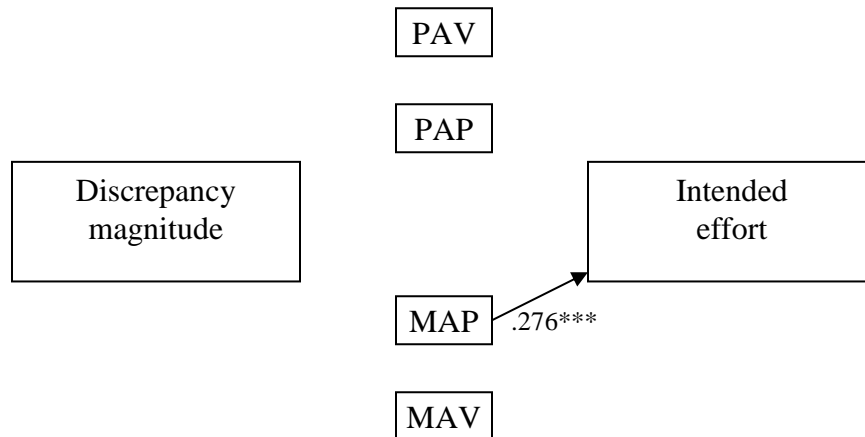 PAV
PAP
Discrepancy
magnitude
Intended
effort
MAP
.276***
MAV